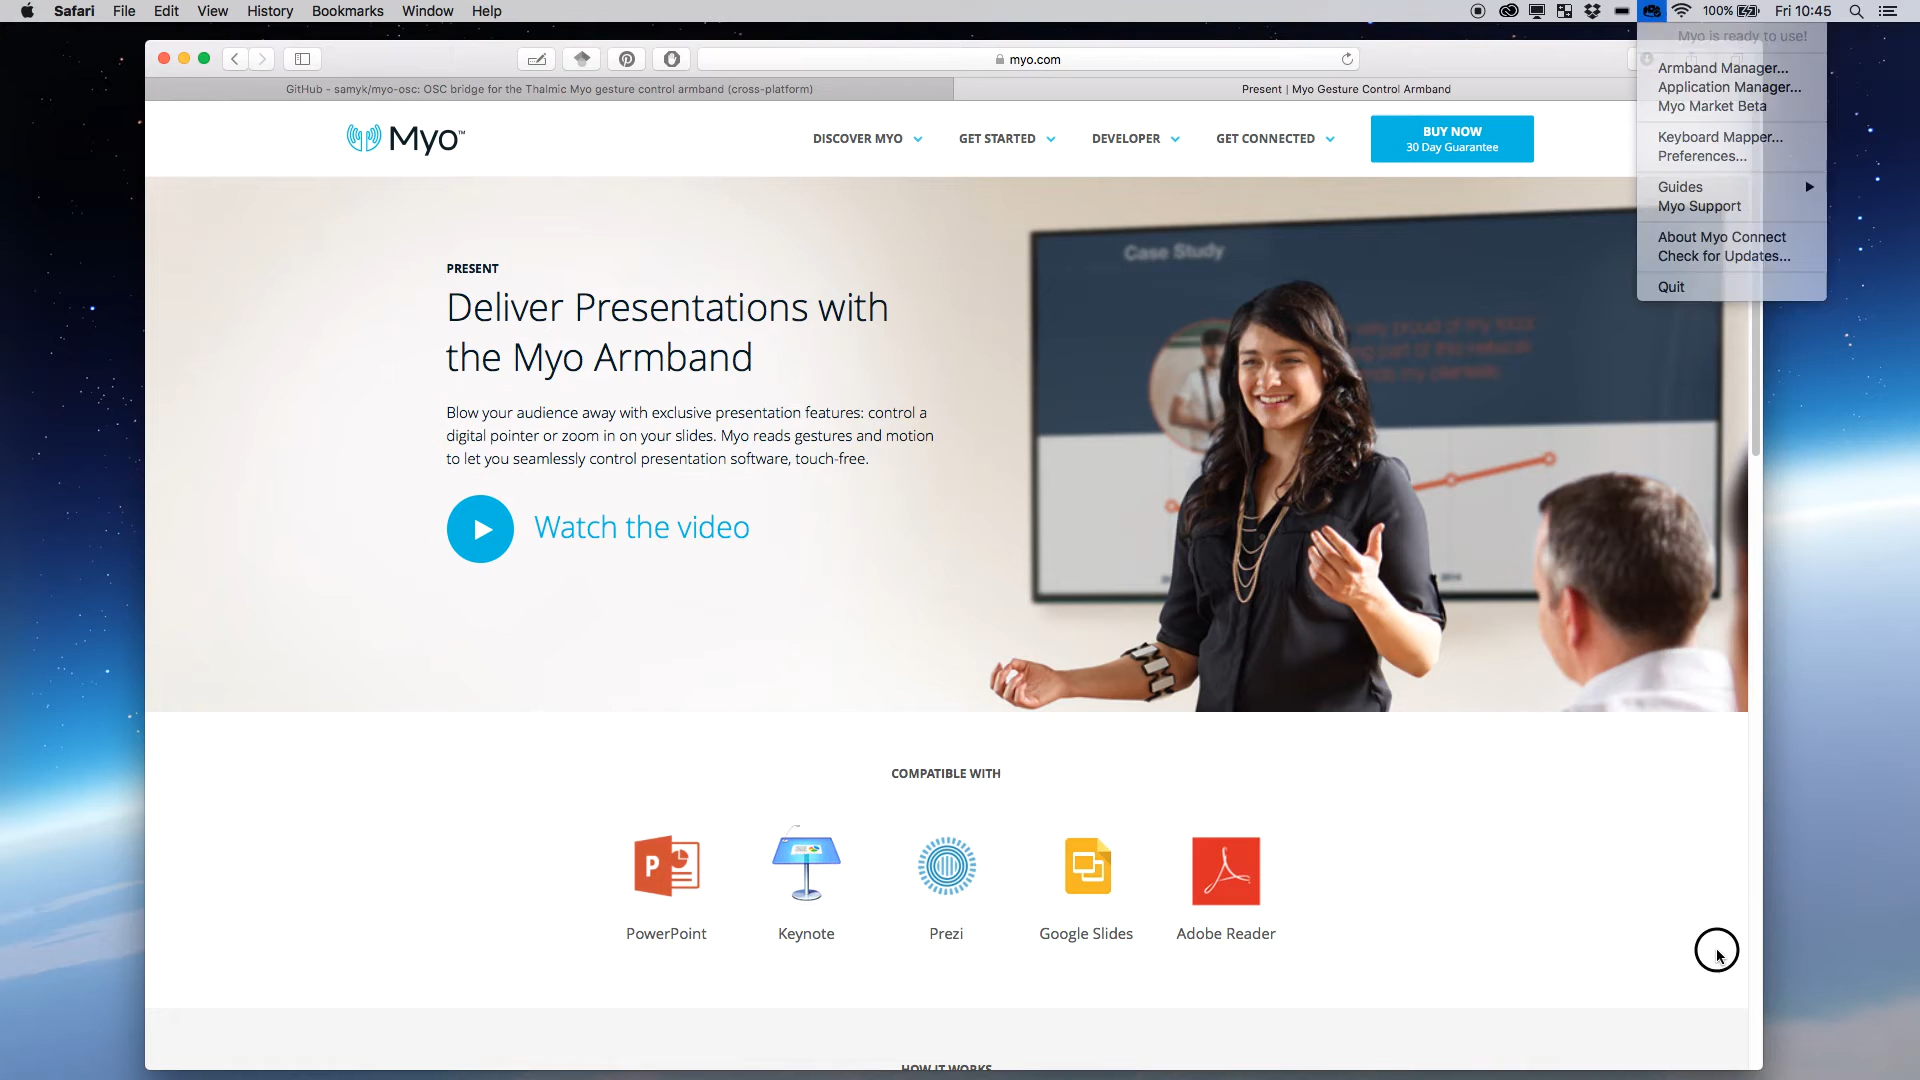 Safari File Edit View History Bookmarks Window Help
100% Fri 10:45
Myo is ready to use!
Armband Manager...
Application Manager...
Myo Market Beta
Keyboard Mapper...
Preferences...
Guides
Myo Support
About Myo Connect
Check for Updates...
Quit
myo.com
GitHub - samyk/myo-osc: OSC bridge for the Thalmic Myo gesture control armband (cross-platform)
Present | Myo Gesture Control Armband
Myo™
DISCOVER MYO GET STARTED DEVELOPER GET CONNECTED
BUY NOW
30 Day Guarantee
PRESENT
Deliver Presentations with
the Myo Armband
Blow your audience away with exclusive presentation features: control a
digital pointer or zoom in on your slides. Myo reads gestures and motion
to let you seamlessly control presentation software, touch-free.
Watch the video
Case Study
COMPATIBLE WITH
P
PowerPoint
Keynote
Prezi
Google Slides
Adobe Reader
HOW IT WORKS